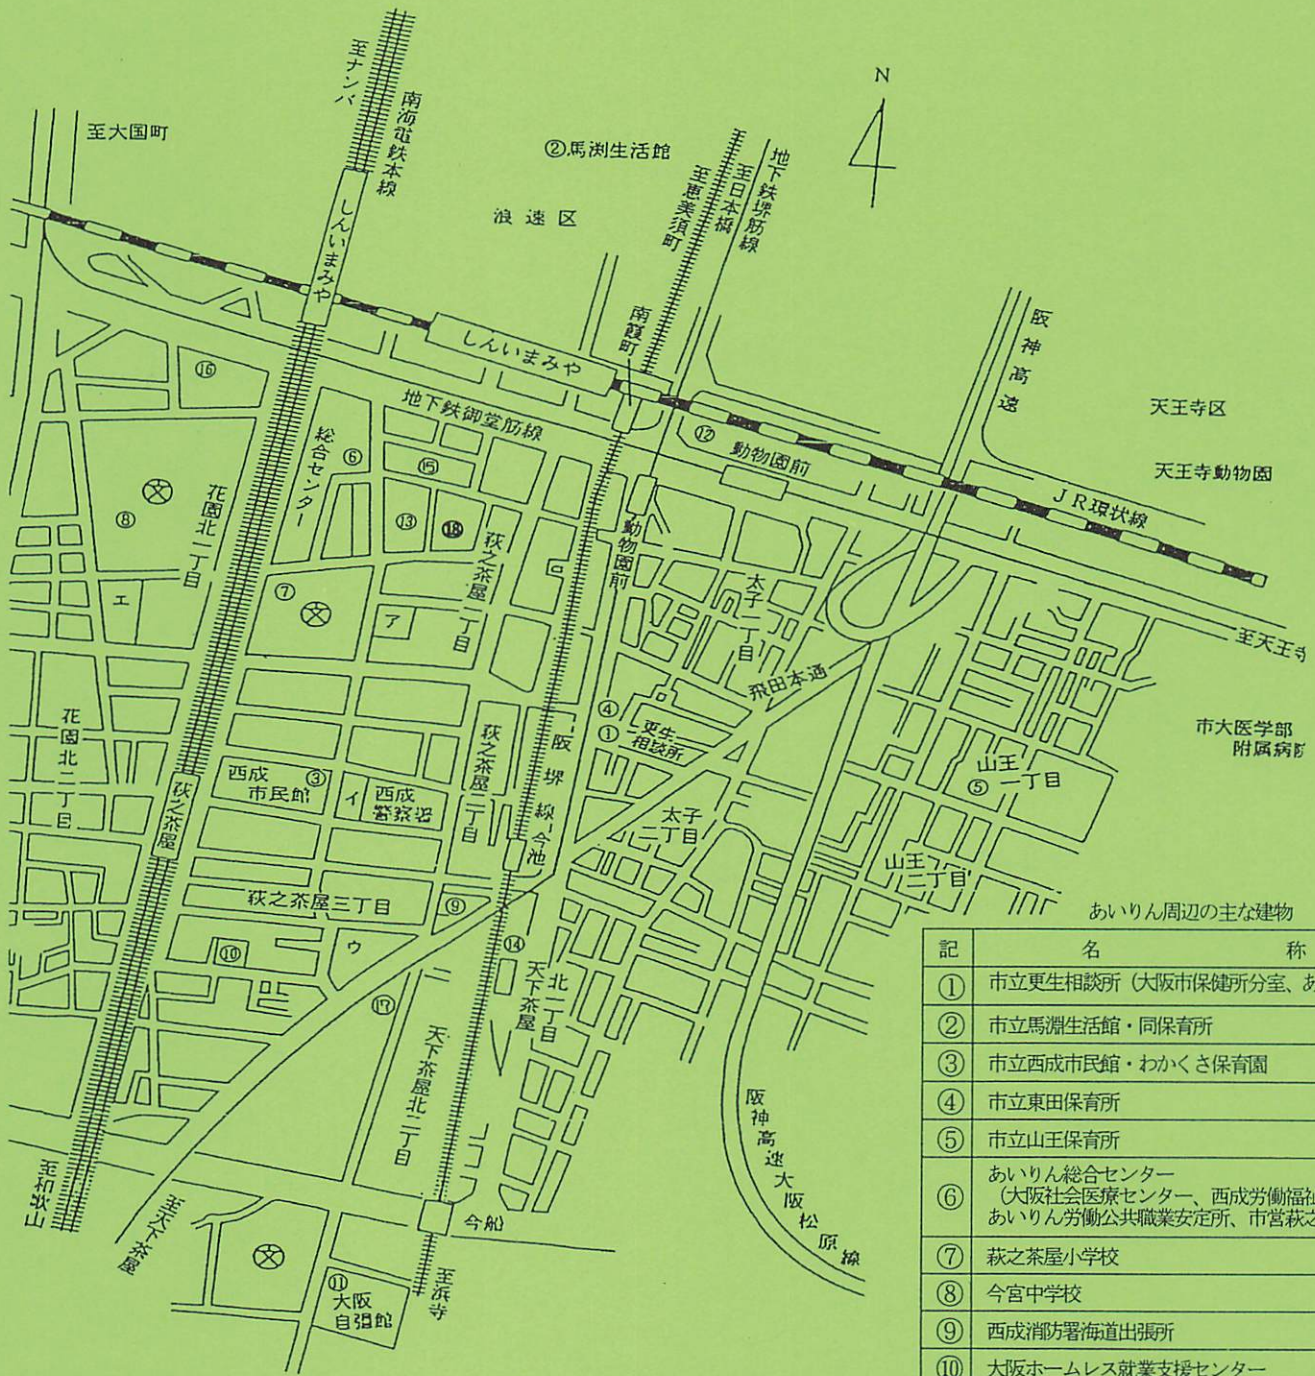 N
至ナンバ
南海電鉄本線
至大国町
②馬渕生活館
浪速区
地下鉄堺筋線
至日本橋
至恵美須町
しんいまみや
しんいまみや
南霞町
阪神高速
天王寺区
天王寺動物園
JR環状線
⑯
地下鉄御堂筋線
⑫
動物園前
総合センター
⑥
⑮
⑬
⑱
文
⑧
花園北一丁目
萩之茶屋一丁目
ロ
動物園前
太子一丁目
至天王寺
エ
⑦
文
ア
飛田本通
④
①
更生
相談所
市大医学部
附属病院
花園北二丁目
萩之茶屋
西成
市民館
③
イ
西成
警察署
萩之茶屋二丁目
阪堺線
今池
太子
二丁目
山王
一丁目
⑤
山王
二丁目
萩之茶屋三丁目
⑨
⑩
ウ
⑭
⑰
天下茶屋
北一丁目
天下茶屋北二丁目
阪神高速大阪松原線
至和歌山
至天下茶屋
今船
文
⑪
大阪
自彊館
至浜寺
あいりん周辺の主な建物
記 名 称
① 市立更生相談所（大阪市保健所分室、あ
② 市立馬淵生活館・同保育所
③ 市立西成市民館・わかくさ保育園
④ 市立東田保育所
⑤ 市立山王保育所
⑥ あいりん総合センター
（大阪社会医療センター、西成労働福祉
あいりん労働公共職業安定所、市営萩之
⑦ 萩之茶屋小学校
⑧ 今宮中学校
⑨ 西成消防署海道出張所
⑩ 大阪ホームレス就業支援センター